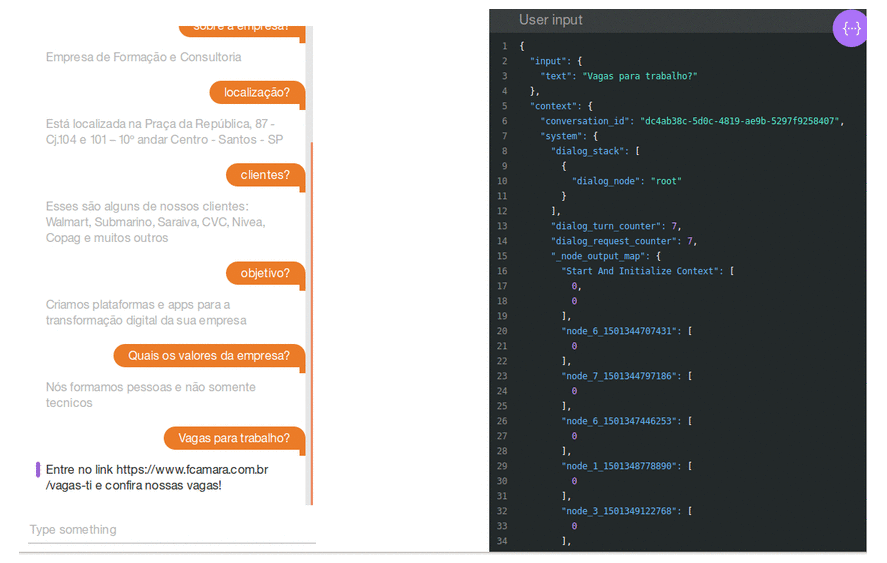 sobre a empresa?
Empresa de Formação e Consultoria
localização?
Está localizada na Praça da República, 87 -
Cj.104 e 101 – 10º andar Centro - Santos - SP
clientes?
Esses são alguns de nossos clientes:
Walmart, Submarino, Saraiva, CVC, Nivea,
Copag e muitos outros
objetivo?
Criamos plataformas e apps para a
transformação digital da sua empresa
Quais os valores da empresa?
Nós formamos pessoas e não somente
tecnicos
Vagas para trabalho?
Entre no link https://www.fcamara.com.br
/vagas-ti e confira nossas vagas!
Type something
User input
{··}
1 {
2 "input": {
3 "text": "Vagas para trabalho?"
4 },
5 "context": {
6 "conversation_id": "dc4ab38c-5d0c-4819-ae9b-5297f9258407",
7 "system": {
8 "dialog_stack": [
9 {
10 "dialog_node": "root"
11 }
12 ],
13 "dialog_turn_counter": 7,
14 "dialog_request_counter": 7,
15 "_node_output_map": {
16 "Start And Initialize Context": [
17 0,
18 0
19 ],
20 "node_6_1501344707431": [
21 0
22 ],
23 "node_7_1501344797186": [
24 0
25 ],
26 "node_6_1501347446253": [
27 0
28 ],
29 "node_1_1501348778890": [
30 0
31 ],
32 "node_3_1501349122768": [
33 0
34 ],